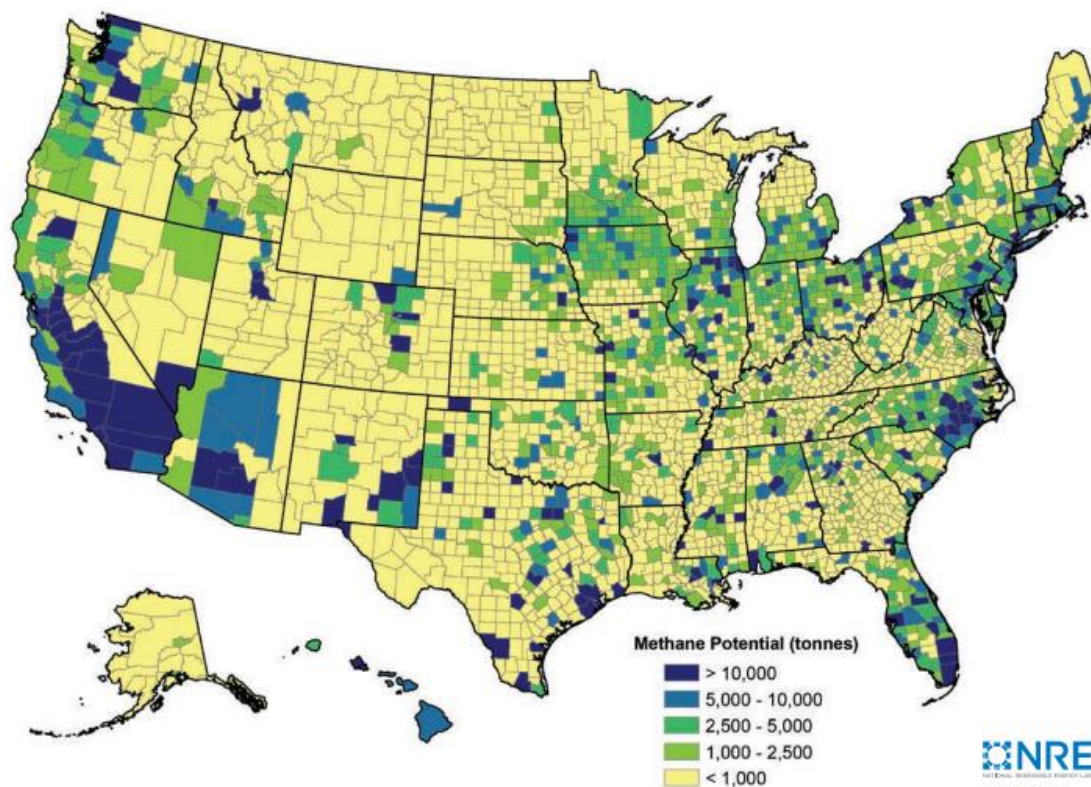 Methane Potential (tonnes)
> 10,000
5,000 - 10,000
2,500 - 5,000
1,000 - 2,500
< 1,000
NRE